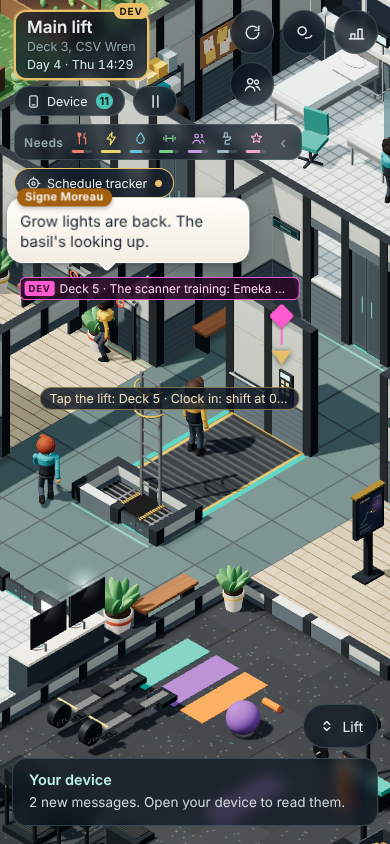 DEV
Main lift
Deck 3, CSV Wren
Day 4 · Thu 14:29
Device 11
Needs
Schedule tracker
Signe Moreau
Grow lights are back. The
basil's looking up.
DEV Deck 5 · The scanner training: Emeka ...
Tap the lift: Deck 5 · Clock in: shift at 0...
Lift
Your device
2 new messages. Open your device to read them.